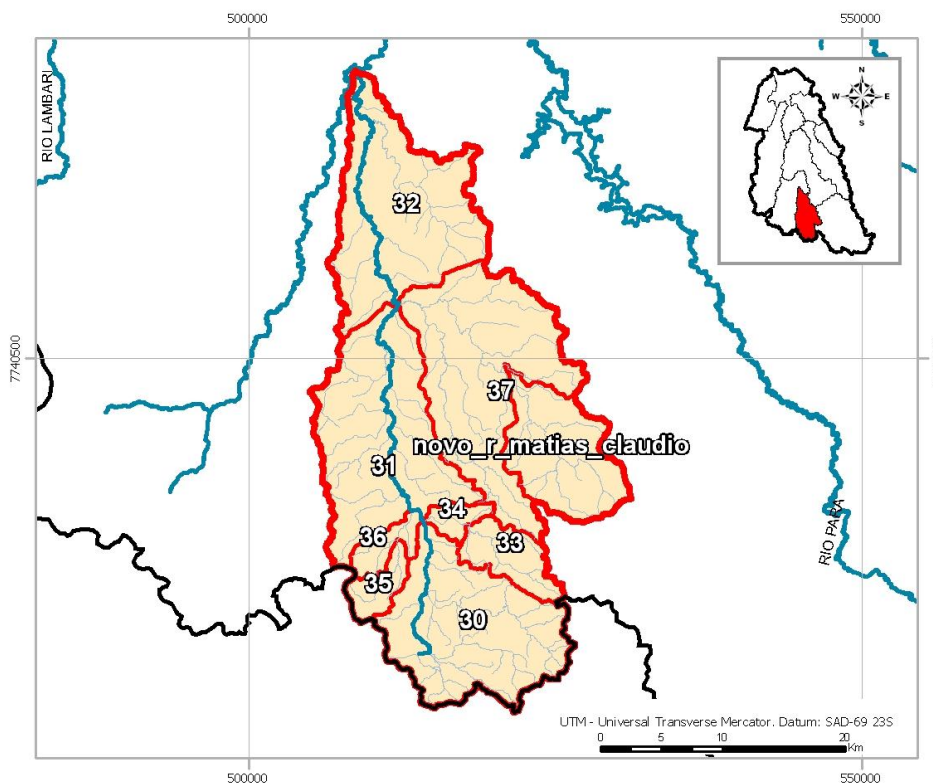 500000
550000
RIO LAMBARI
N
W
E
S
32
7740500
37
novo_r_matias_claudio
31
34
36
33
RIO PARÁ
35
30
UTM - Universal Transverse Mercator. Datum: SAD-69 23S
0 5 10 20
Km
500000
550000